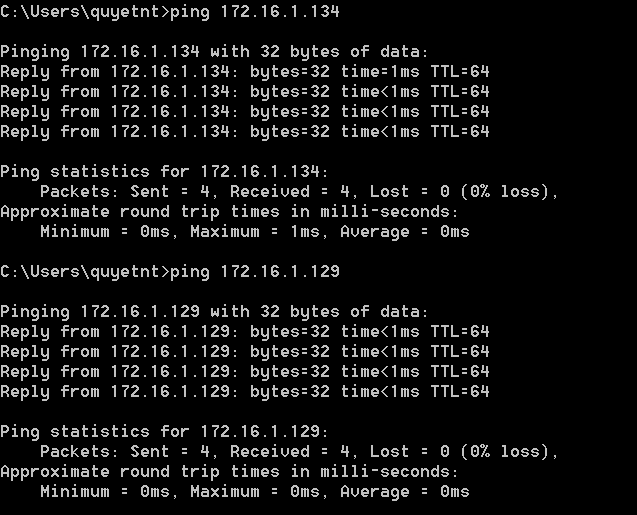 C:\Users\quyetnt>ping 172.16.1.134
Pinging 172.16.1.134 with 32 bytes of data:
Reply from 172.16.1.134: bytes=32 time=1ms TTL=64
Reply from 172.16.1.134: bytes=32 time<1ms TTL=64
Reply from 172.16.1.134: bytes=32 time<1ms TTL=64
Reply from 172.16.1.134: bytes=32 time<1ms TTL=64
Ping statistics for 172.16.1.134:
    Packets: Sent = 4, Received = 4, Lost = 0 (0% loss),
Approximate round trip times in milli-seconds:
    Minimum = 0ms, Maximum = 1ms, Average = 0ms
C:\Users\quyetnt>ping 172.16.1.129
Pinging 172.16.1.129 with 32 bytes of data:
Reply from 172.16.1.129: bytes=32 time<1ms TTL=64
Reply from 172.16.1.129: bytes=32 time<1ms TTL=64
Reply from 172.16.1.129: bytes=32 time<1ms TTL=64
Reply from 172.16.1.129: bytes=32 time<1ms TTL=64
Ping statistics for 172.16.1.129:
    Packets: Sent = 4, Received = 4, Lost = 0 (0% loss),
Approximate round trip times in milli-seconds:
    Minimum = 0ms, Maximum = 0ms, Average = 0ms